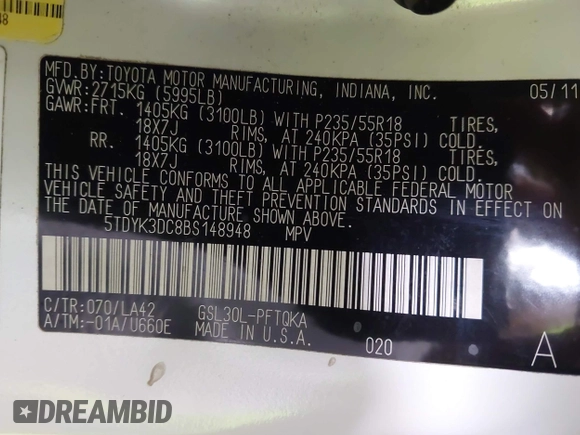 48
MFD.BY:TOYOTA MOTOR MANUFACTURING, INDIANA, INC. 05/11
GVWR:2715KG (5995LB)
GAWR:FRT. 1405KG (3100LB) WITH P235/55R18 TIRES,
18X7J RIMS, AT 240KPA (35PSI) COLD.
RR. 1405KG (3100LB) WITH P235/55R18 TIRES,
18X7J RIMS, AT 240KPA (35PSI) COLD.
THIS VEHICLE CONFORMS TO ALL APPLICABLE FEDERAL MOTOR
VEHICLE SAFETY AND THEFT PREVENTION STANDARDS IN EFFECT ON
THE DATE OF MANUFACTURE SHOWN ABOVE.
5TDYK3DC8BS148948 MPV
C/TR:070/LA42 GSL30L-PFTQKA
A/TM:-01A/U660E MADE IN U.S.A. 020 A
DREAMBID